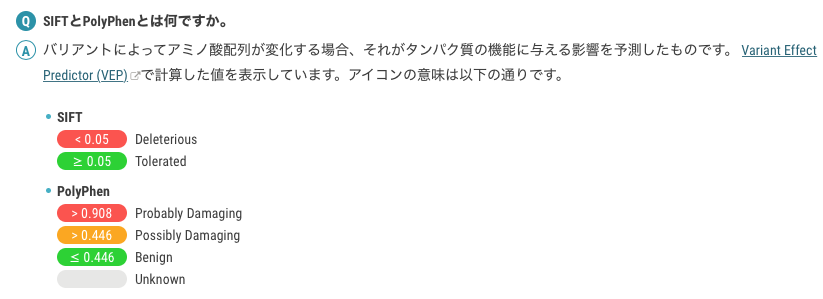 Q SIFTとPolyPhenとは何ですか。
A バリアントによってアミノ酸配列が変化する場合、それがタンパク質の機能に与える影響を予測したものです。 Variant Effect
Predictor (VEP)で計算した値を表示しています。アイコンの意味は以下の通りです。
SIFT
< 0.05 Deleterious
≥ 0.05 Tolerated
PolyPhen
> 0.908 Probably Damaging
> 0.446 Possibly Damaging
≤ 0.446 Benign
Unknown